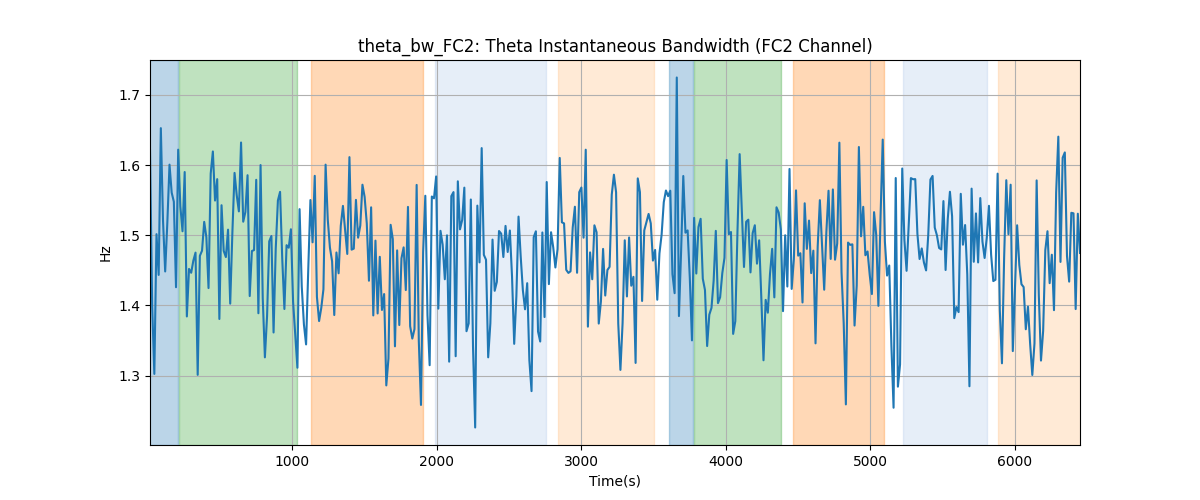 theta_bw_FC2: Theta Instantaneous Bandwidth (FC2 Channel)
Hz
1.7
1.6
1.5
1.4
1.3
1000 2000 3000 4000 5000 6000
Time(s)